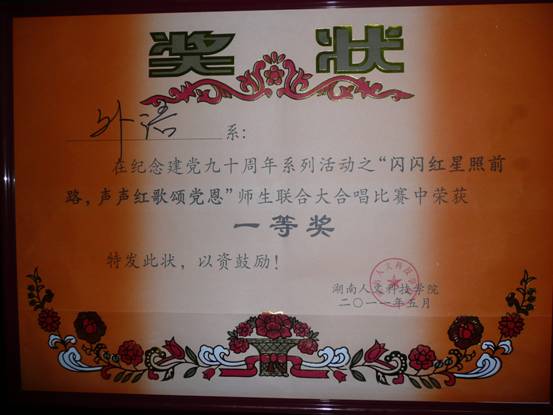 奖状
外语系:
在纪念建党九十周年系列活动之“闪闪红星照前
路，声声红歌颂党恩”师生联合大合唱比赛中荣获
一等奖
特发此状，以资鼓励！
湖南人文科技学院
二○一一年五月